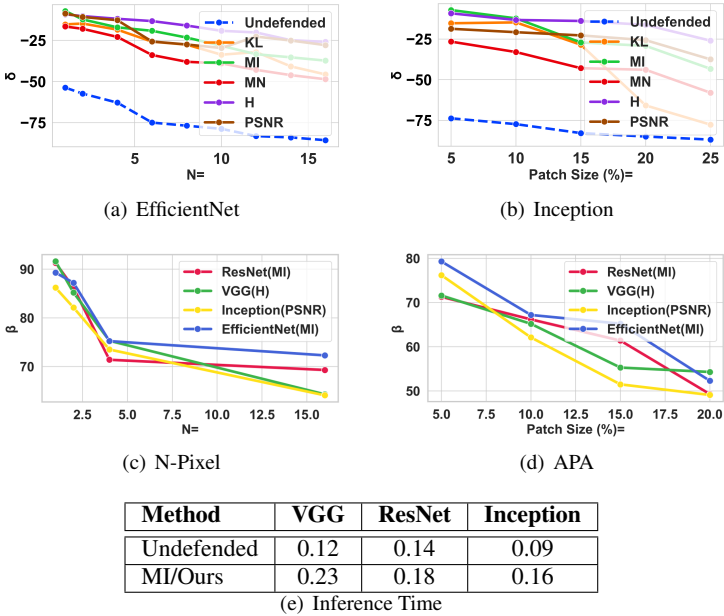 −25
−50
−75
δ
5
10
15
N=
Undefended
KL
MI
MN
H
PSNR
(a) EfficientNet
−25
−50
−75
δ
5
10
15
20
25
Patch Size (%)=
Undefended
KL
MI
MN
H
PSNR
(b) Inception
90
80
70
β
2.5
5.0
7.5
10.0
12.5
15.0
N=
ResNet(MI)
VGG(H)
Inception(PSNR)
EfficientNet(MI)
(c) N-Pixel
80
70
60
50
β
5.0
7.5
10.0
12.5
15.0
17.5
20.0
Patch Size (%)=
ResNet(MI)
VGG(H)
Inception(PSNR)
EfficientNet(MI)
(d) APA
Method VGG ResNet Inception
Undefended 0.12 0.14 0.09
MI/Ours 0.23 0.18 0.16
(e) Inference Time